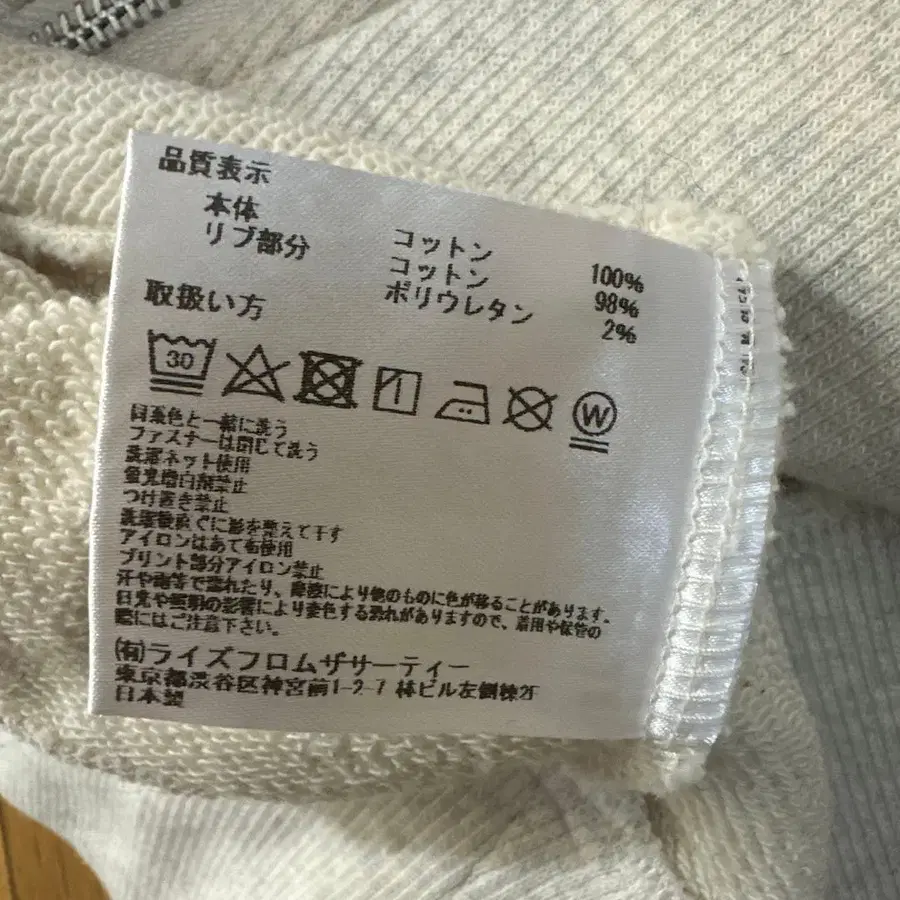 品質表示
本体 コットン 100%
リブ部分 コットン 98%
ポリウレタン 2%
取扱い方
30
W
同系色と一緒に洗う
ファスナーは閉じて洗う
洗濯ネット使用
蛍光増白剤禁止
つけ置き禁止
洗濯後直ぐに形を整えて干す
アイロンはあて布使用
プリント部分アイロン禁止
汗や雨等で濡れたり、摩擦により他のものに色が移ることがあります。
日光や照明の影響により変色する恐れがありますので、着用や保管の
際にはご注意下さい。
㈲ライズフロムザサーティー
東京都渋谷区神宮前1-2-7 林ビル左側棟2F
日本製